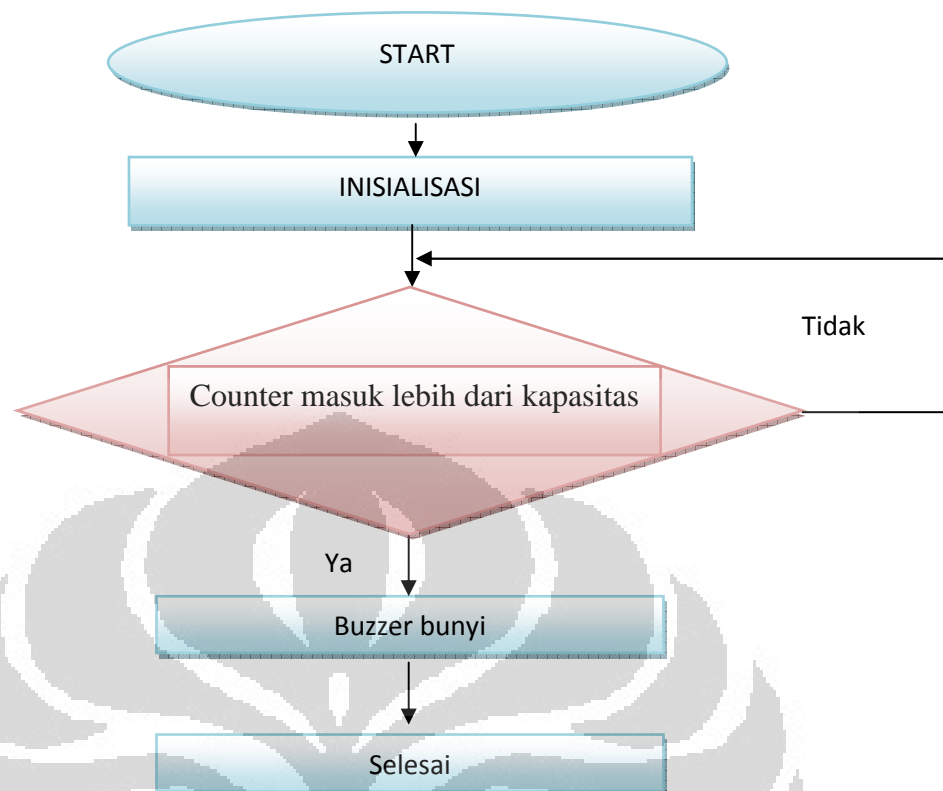 START
INISIALISASI
Tidak
Counter masuk lebih dari kapasitas
Ya
Buzzer bunyi
Selesai